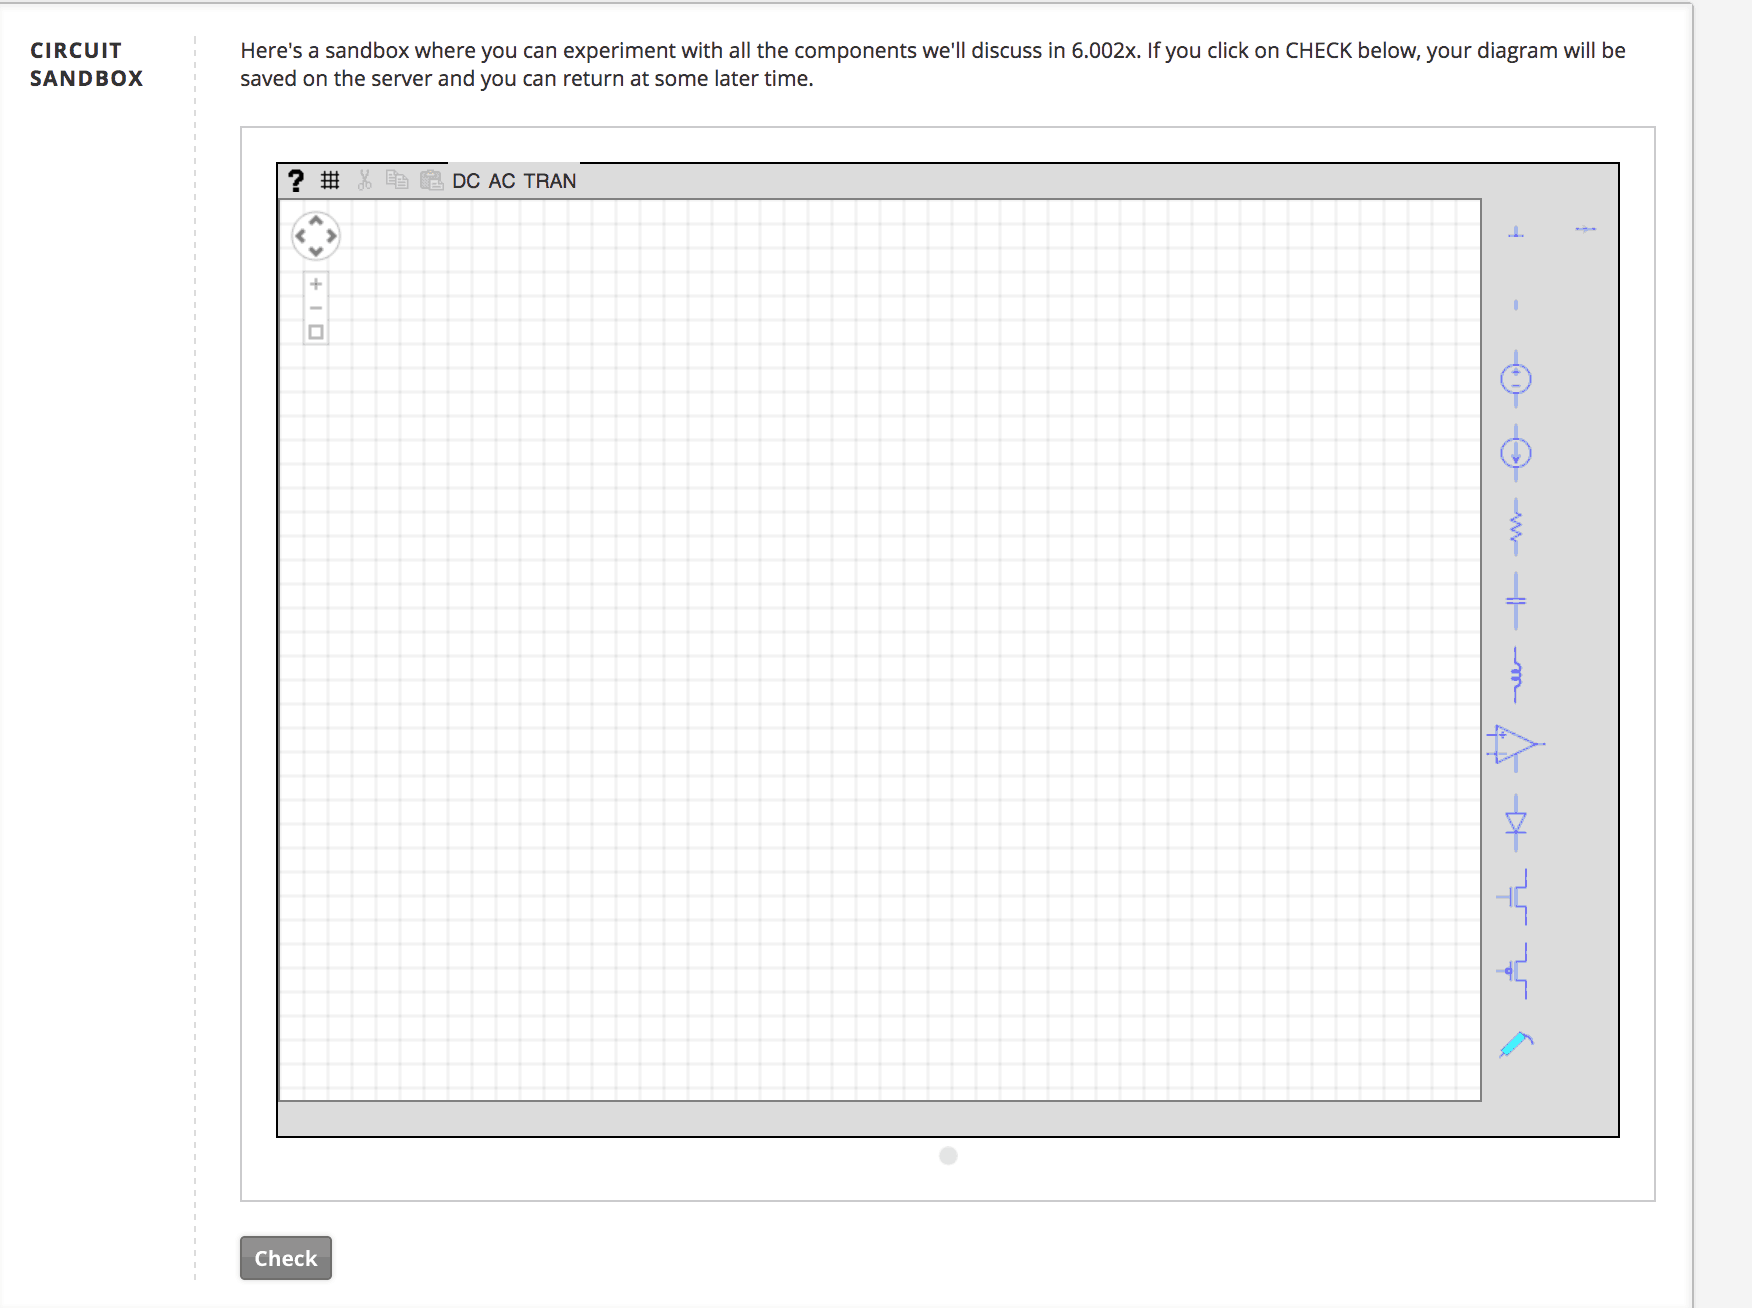 CIRCUIT
SANDBOX
Here's a sandbox where you can experiment with all the components we'll discuss in 6.002x. If you click on CHECK below, your diagram will be
saved on the server and you can return at some later time.
? DC AC TRAN
Check